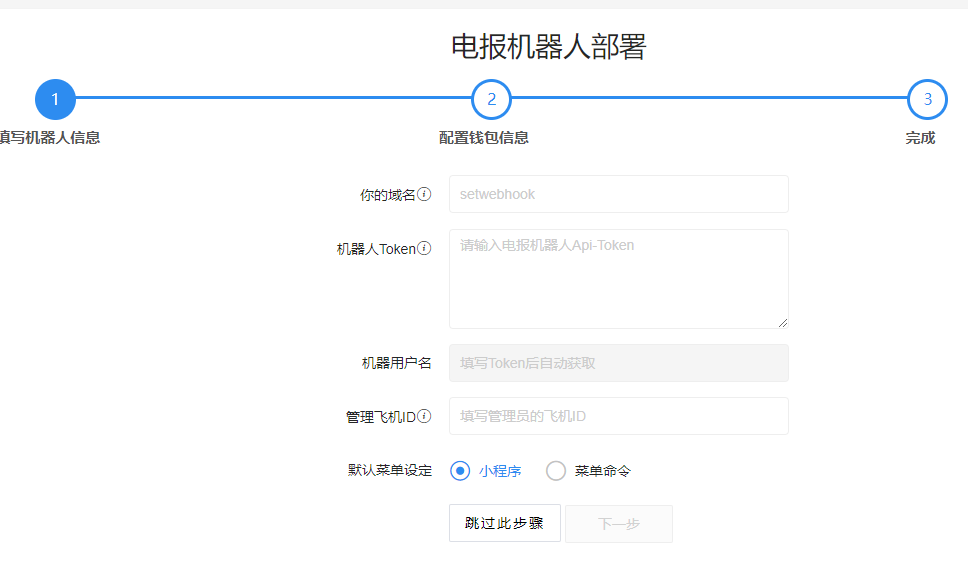 电报机器人部署
1
2
3
填写机器人信息
配置钱包信息
完成
你的域名
setwebhook
机器人Token
请输入电报机器人Api-Token
机器用户名
填写Token后自动获取
管理飞机ID
填写管理员的飞机ID
默认菜单设定
小程序
菜单命令
跳过此步骤
下一步